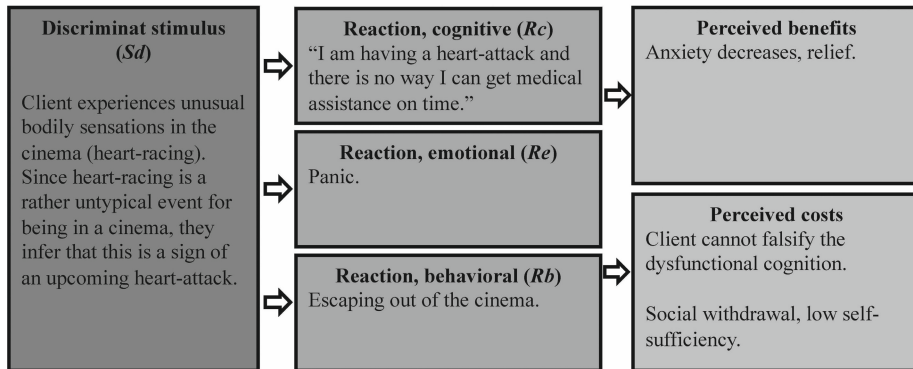 Discriminat stimulus
(Sd)
Client experiences unusual
bodily sensations in the
cinema (heart-racing).
Since heart-racing is a
rather untypical event for
being in a cinema, they
infer that this is a sign of
an upcoming heart-attack.
Reaction, cognitive (Rc)
“I am having a heart-attack and
there is no way I can get medical
assistance on time.”
Reaction, emotional (Re)
Panic.
Reaction, behavioral (Rb)
Escaping out of the cinema.
Perceived benefits
Anxiety decreases, relief.
Perceived costs
Client cannot falsify the
dysfunctional cognition.
Social withdrawal, low self-
sufficiency.